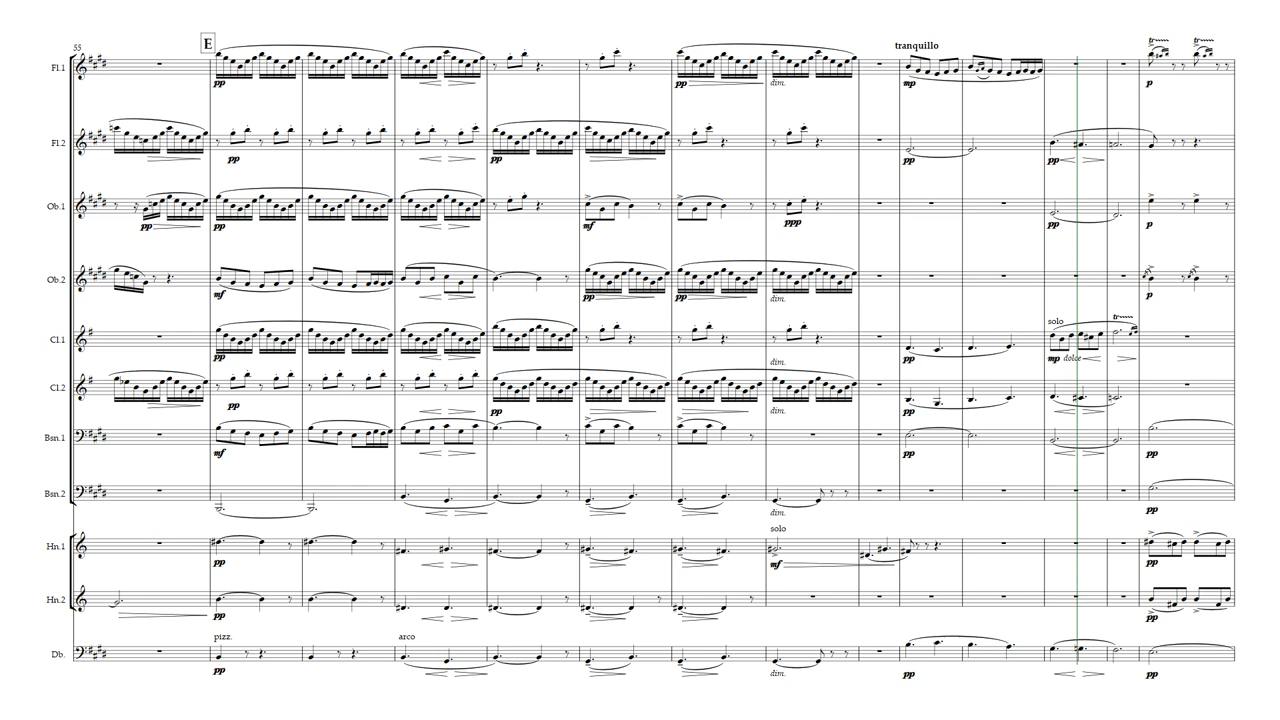 55
E
tranquillo
Fl.1
pp
pp
dim.
mp
p
Fl.2
pp
pp
pp
pp
Ob.1
pp
pp
mf
ppp
pp
p
Ob.2
mf
pp
pp
dim.
p
solo
Cl.1
pp
dim.
pp
mp dolce
Cl.2
pp
pp
dim.
pp
Bsn.1
mf
pp
pp
Bsn.2
dim.
pp
solo
Hn.1
pp
mf
pp
Hn.2
pp
pp
pizz.
arco
Db.
pp
dim.
pp
pp